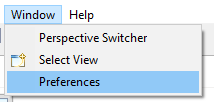 Window Help
Perspective Switcher
Select View
Preferences